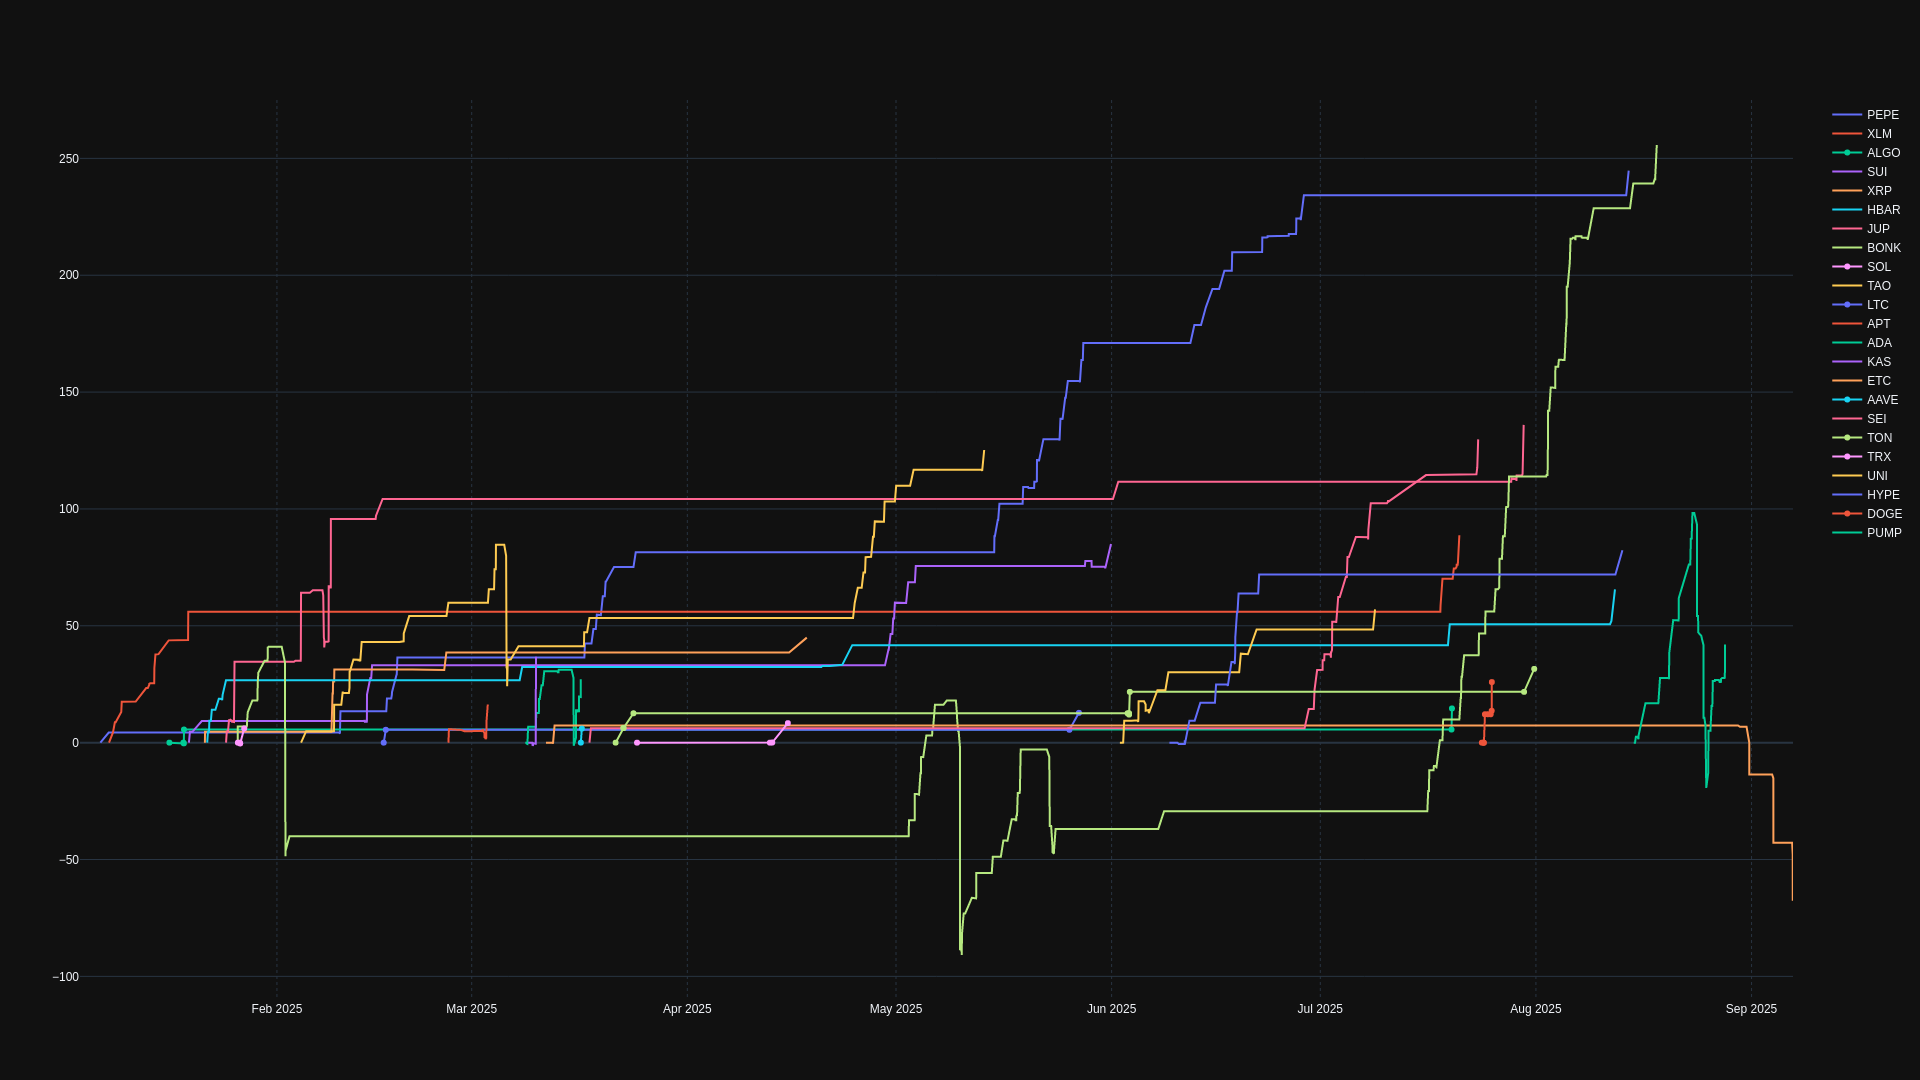 250
200
150
100
50
0
−50
−100
Feb 2025
Mar 2025
Apr 2025
May 2025
Jun 2025
Jul 2025
Aug 2025
Sep 2025
PEPE
XLM
ALGO
SUI
XRP
HBAR
JUP
BONK
SOL
TAO
LTC
APT
ADA
KAS
ETC
AAVE
SEI
TON
TRX
UNI
HYPE
DOGE
PUMP